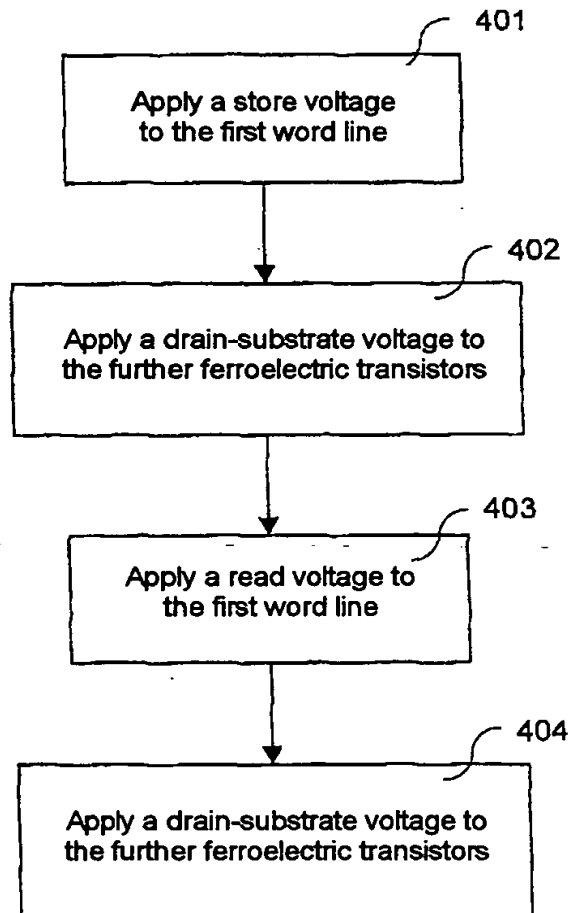 401
Apply a store voltage
to the first word line
402
Apply a drain-substrate voltage to
the further ferroelectric transistors
403
Apply a read voltage to
the first word line
404
Apply a drain-substrate voltage to
the further ferroelectric transistors